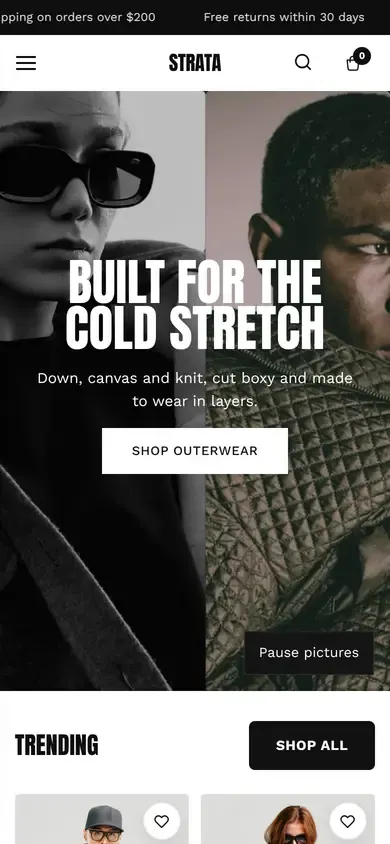 on orders over $200 Free returns within 30 days
STRATA
0
BUILT FOR THE
COLD STRETCH
Down, canvas and knit, cut boxy and made
to wear in layers.
SHOP OUTERWEAR
Pause pictures
TRENDING
SHOP ALL